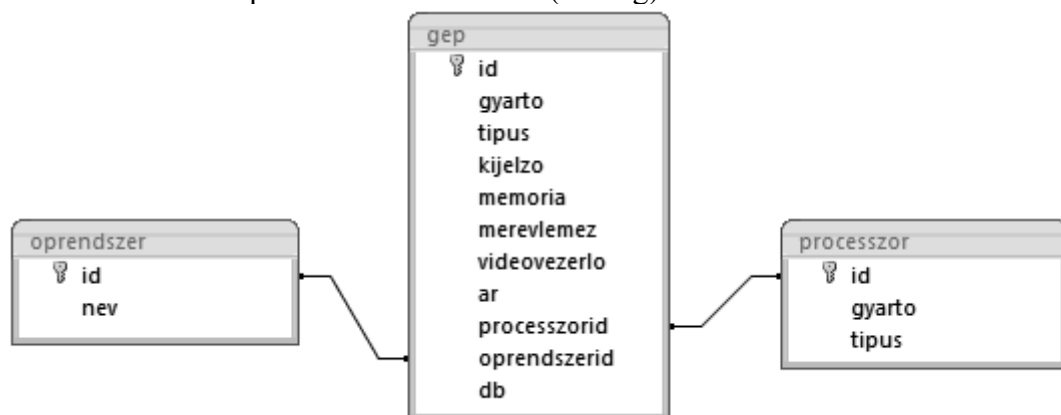 gep
id
gyarto
tipus
kijelzo
memoria
merevlemez
videovezerlo
ar
processzorid
oprendszerid
db
oprendszer
id
nev
processzor
id
gyarto
tipus